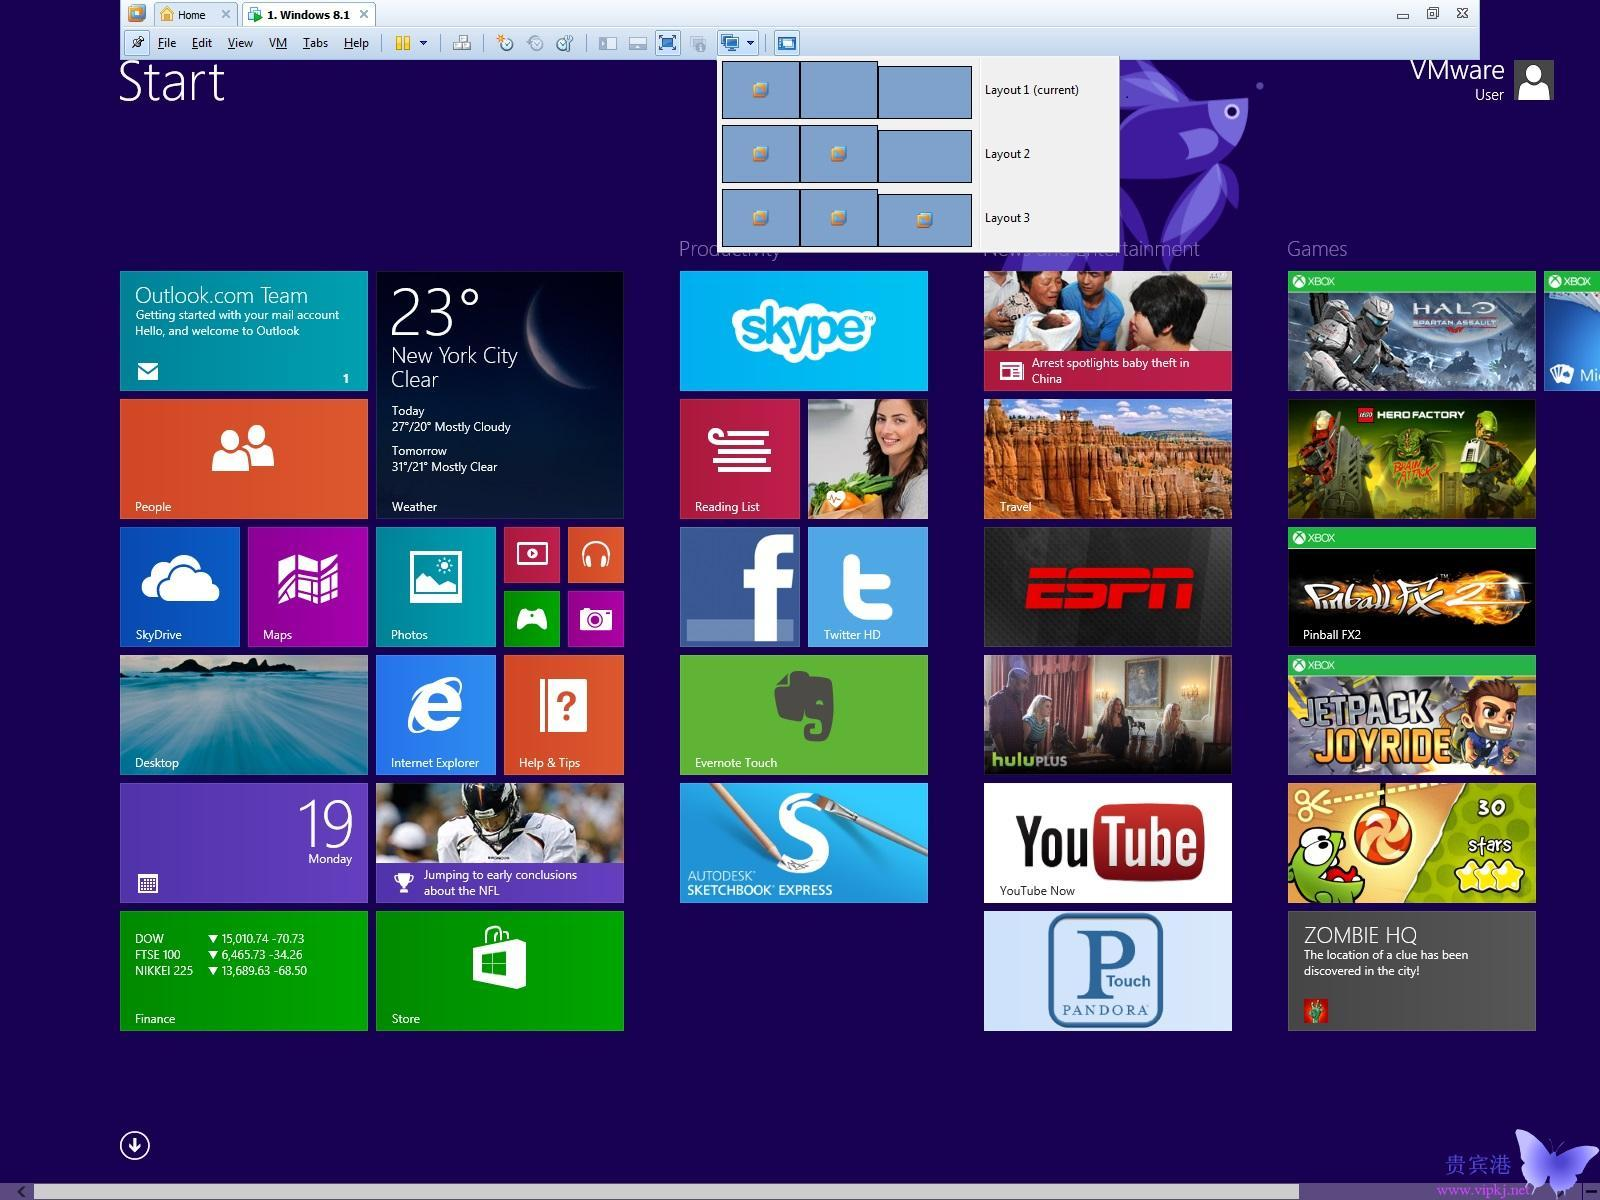 Home
1. Windows 8.1
File Edit View VM Tabs Help
Start
Layout 1 (current)
Layout 2
Layout 3
VMware
User
Productivity
News and Entertainment
Games
Outlook.com Team
Getting started with your mail account
Hello, and welcome to Outlook
1
23°
New York City
Clear
Today
27°/20° Mostly Cloudy
Tomorrow
31°/21° Mostly Clear
Weather
People
SkyDrive
Maps
Photos
Desktop
Internet Explorer
Help & Tips
19
Monday
Jumping to early conclusions
about the NFL
DOW ▼ 15,010.74 -70.73
FTSE 100 ▼ 6,465.73 -34.26
NIKKEI 225 ▼ 13,689.63 -68.50
Finance
Store
skype™
Reading List
Twitter HD
Evernote Touch
AUTODESK®
SKETCHBOOK® EXPRESS
Arrest spotlights baby theft in
China
Travel
ESPN
huluPLUS
YouTube
YouTube Now
P
Touch
PANDORA®
XBOX
HALO
SPARTAN ASSAULT
XBOX
Mi
LEGO HERO FACTORY
BRAIN
ATTACK
XBOX
Pinball FX2™
Pinball FX2
XBOX
JETPACK
JOYRIDE
30
stars
ZOMBIE HQ
The location of a clue has been
discovered in the city!
贵宾港
www.vipkj.net